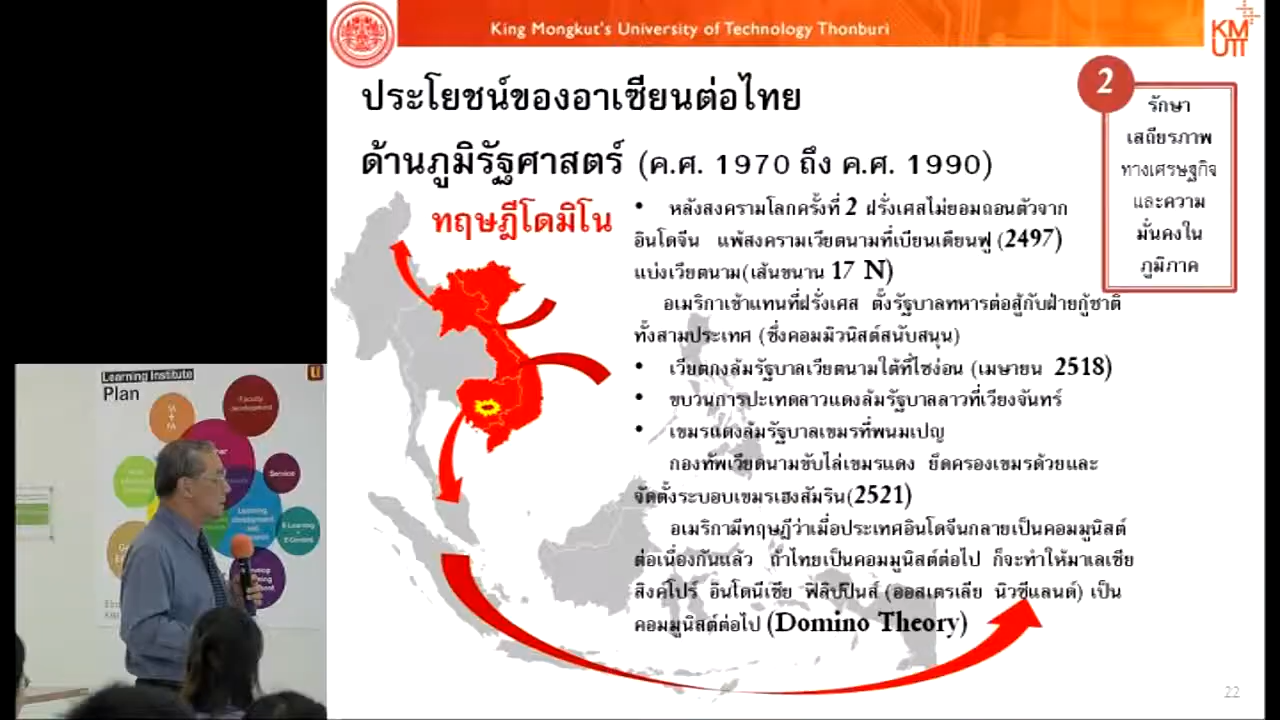 King Mongkut's University of Technology Thonburi
KM
UTT
ประโยชน์ของอาเซียนต่อไทย
ด้านภูมิรัฐศาสตร์ (ค.ศ. 1970 ถึง ค.ศ. 1990)
2
รักษา
เสถียรภาพ
ทางเศรษฐกิจ
และความ
มั่นคงใน
ภูมิภาค
ทฤษฎีโดมิโน
• หลังสงครามโลกครั้งที่ 2 ฝรั่งเศสไม่ยอมถอนตัวจาก
อินโดจีน แพ้สงครามเวียตนามที่เบียนเดียนฟู (2497)
แบ่งเวียตนาม(เส้นขนาน 17 N)
อเมริกาเข้าแทนที่ฝรั่งเศส ตั้งรัฐบาลทหารต่อสู้กับฝ่ายกู้ชาติ
ทั้งสามประเทศ (ซึ่งคอมมิวนิสต์สนับสนุน)
• เวียตกงล้มรัฐบาลเวียตนามใต้ที่ไซ่ง่อน (เมษายน 2518)
• ขบวนการปะเทดลาวแดงล้มรัฐบาลลาวที่เวียงจันทร์
• เขมรแดงล้มรัฐบาลเขมรที่พนมเปญ
กองทัพเวียดนามขับไล่เขมรแดง ยึดครองเขมรด้วยและ
จัดตั้งระบอบเขมรเฮงสัมริน(2521)
อเมริกามีทฤษฎีว่าเมื่อประเทศอินโดจีนกลายเป็นคอมมูนิสต์
ต่อเนื่องกันแล้ว ถ้าไทยเป็นคอมมูนิสต์ต่อไป ก็จะทำให้มาเลเซีย
สิงค์โปร์ อินโดนีเซีย ฟิลิปปินส์ (ออสเตรเลีย นิวซีแลนด์) เป็น
คอมมูนิสต์ต่อไป (Domino Theory)
22
Learning Institute
Plan
Faculty
development
Service
Learning
development
E-Learning